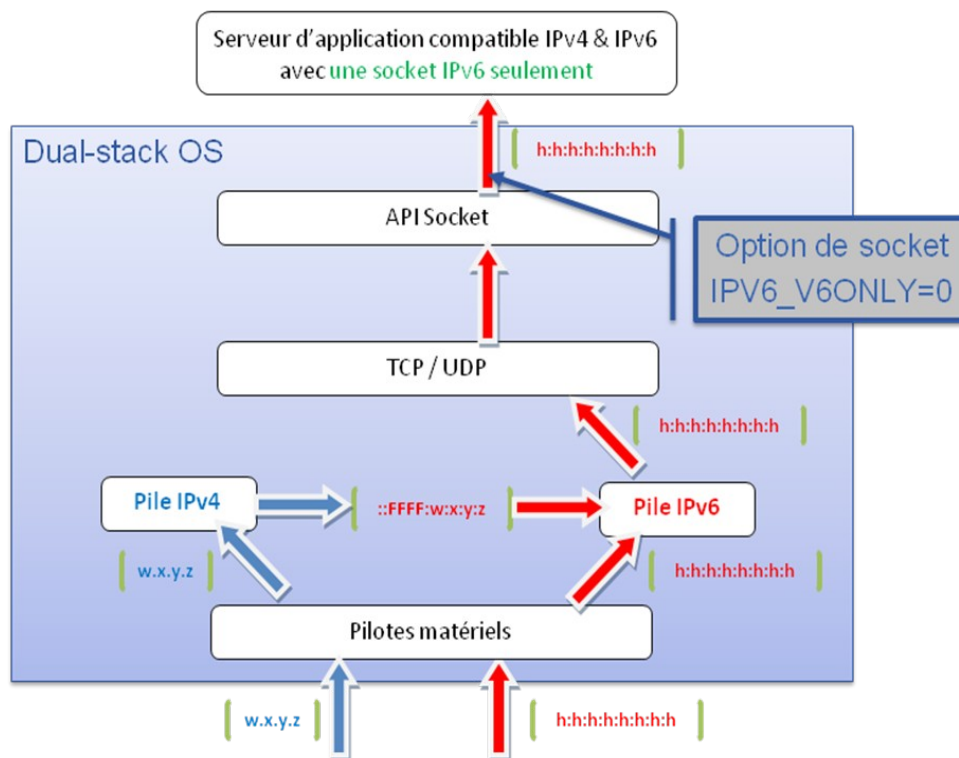 Serveur d'application compatible IPv4 & IPv6
avec une socket IPv6 seulement
Dual-stack OS
h:h:h:h:h:h:h:h
API Socket
Option de socket
IPV6_V6ONLY=0
TCP / UDP
h:h:h:h:h:h:h:h
Pile IPv4
::FFFF:w:x:y:z
Pile IPv6
w.x.y.z
h:h:h:h:h:h:h:h
Pilotes matériels
w.x.y.z
h:h:h:h:h:h:h:h